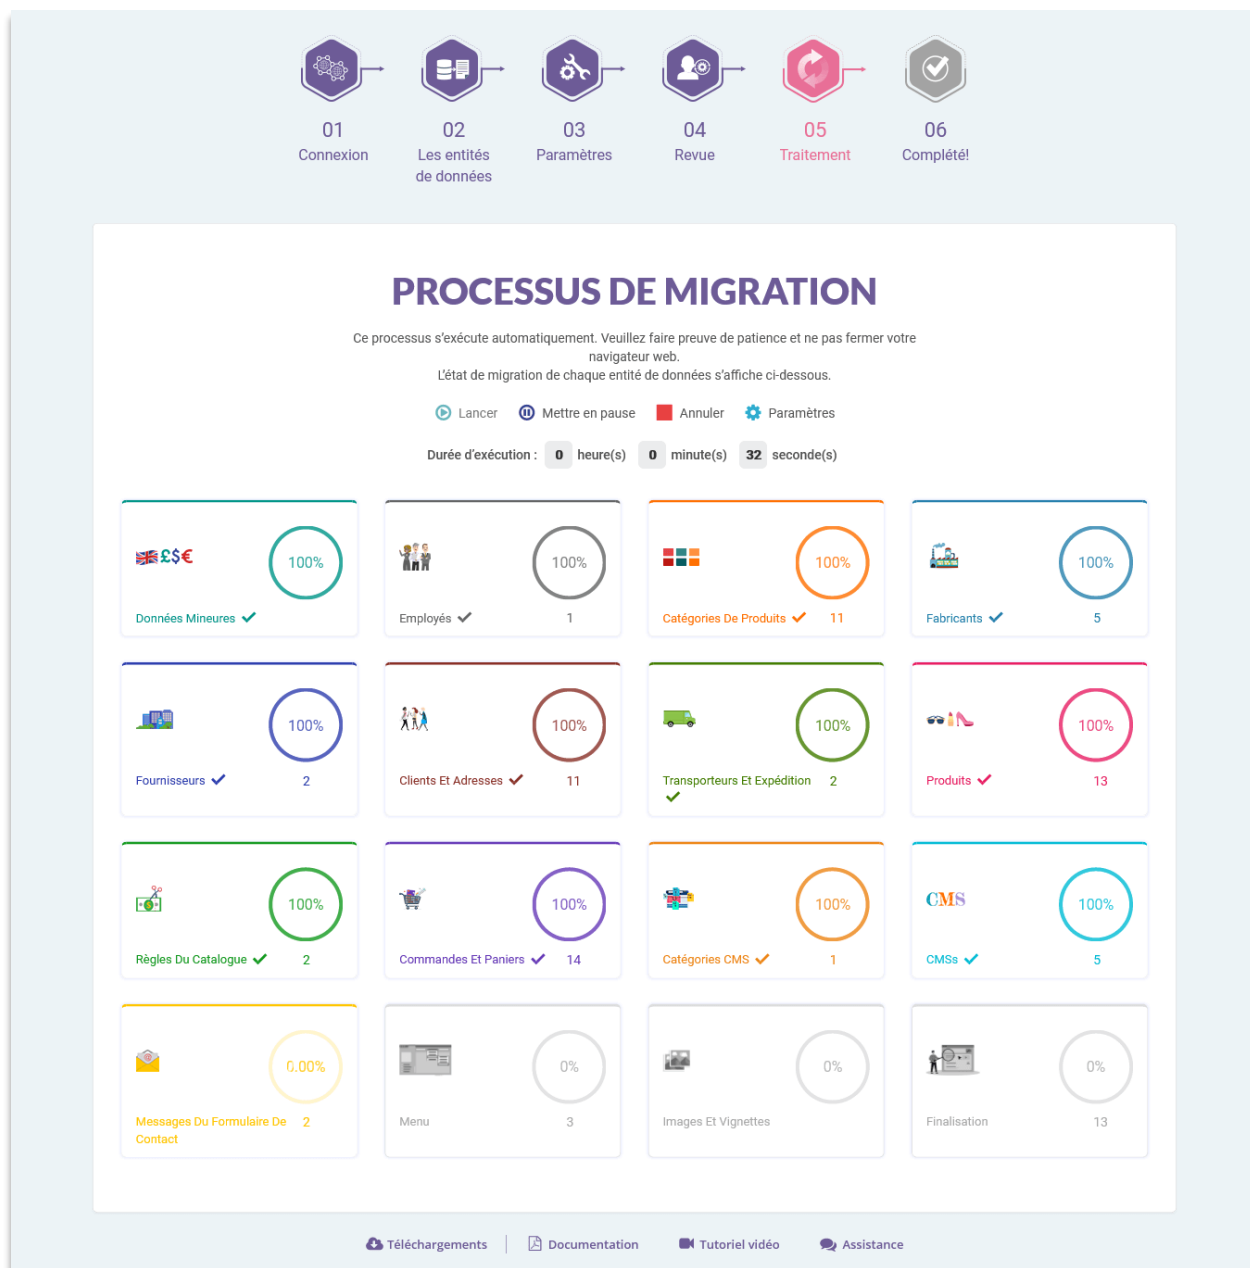 01
Connexion
02
Les entités
de données
03
Paramètres
04
Revue
05
Traitement
06
Complété!
PROCESSUS DE MIGRATION
Ce processus s’exécute automatiquement. Veuillez faire preuve de patience et ne pas fermer votre
navigateur web.
L’état de migration de chaque entité de données s’affiche ci-dessous.
Lancer Mettre en pause Annuler Paramètres
Durée d’exécution : 0 heure(s) 0 minute(s) 32 seconde(s)
£$€
100%
Données Mineures
100%
Employés 1
100%
Catégories De Produits 11
100%
Fabricants 5
100%
Fournisseurs 2
100%
Clients Et Adresses 11
100%
Transporteurs Et Expédition 2
100%
Produits 13
100%
Règles Du Catalogue 2
100%
Commandes Et Paniers 14
100%
Catégories CMS 1
CMS
100%
CMSs 5
0.00%
Messages Du Formulaire De 2
Contact
0%
Menu 3
0%
Images Et Vignettes
0%
Finalisation 13
Téléchargements Documentation Tutoriel vidéo Assistance